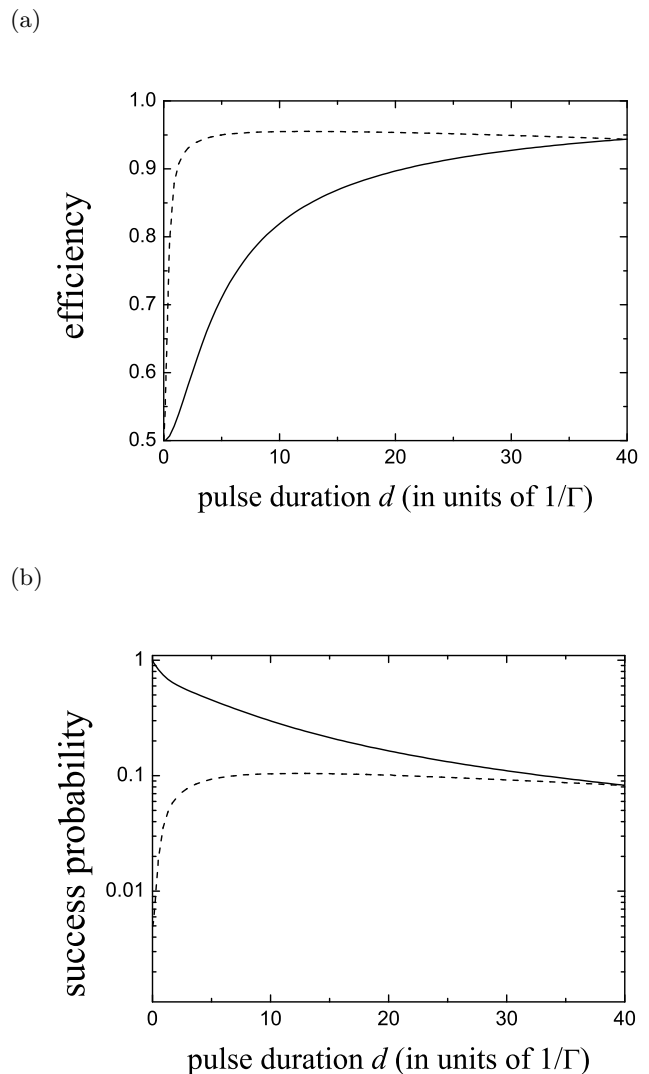 (a)
1.0
0.9
0.8
0.7
0.6
0.5
efficiency
0 10 20 30 40
pulse duration d (in units of 1/Γ)
(b)
1
0.1
0.01
success probability
0 10 20 30 40
pulse duration d (in units of 1/Γ)